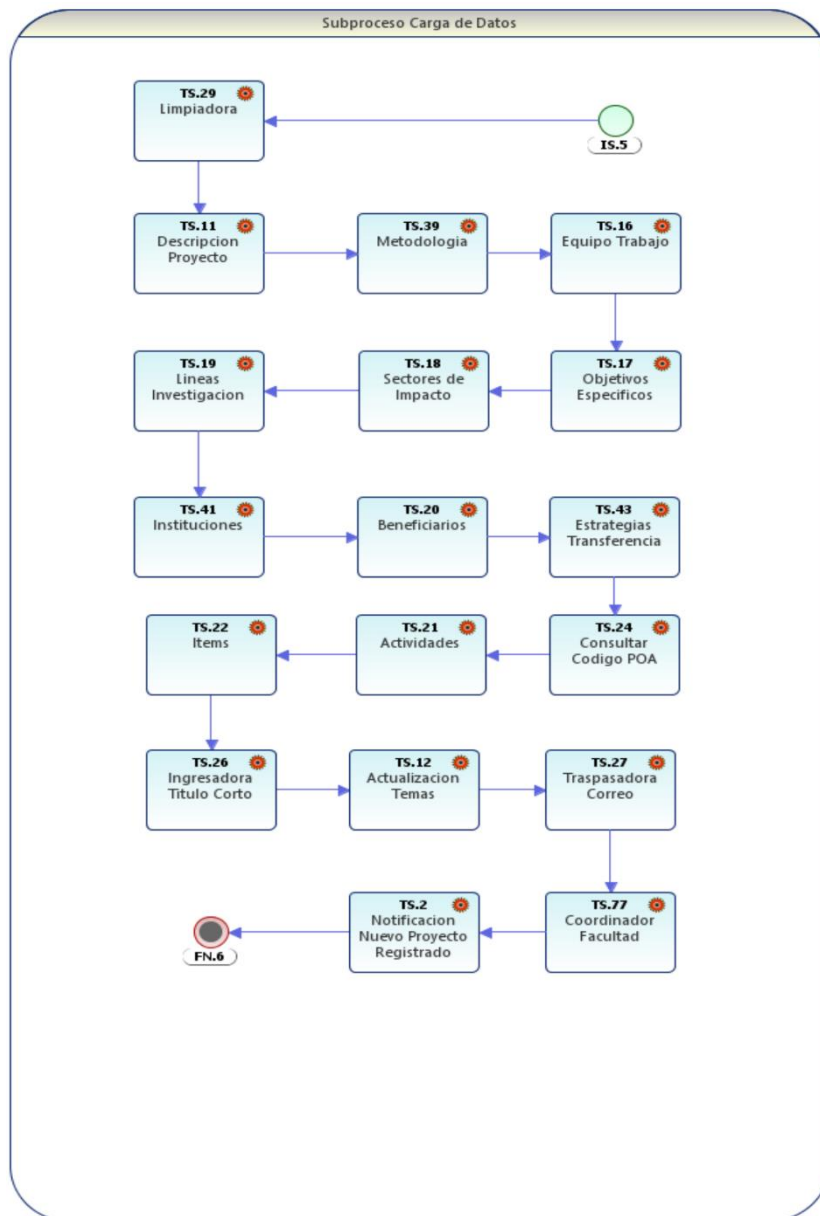 Subproceso Carga de Datos
TS.29
Limpiadora
IS.5
TS.11
Descripcion
Proyecto
TS.39
Metodologia
TS.16
Equipo Trabajo
TS.19
Lineas
Investigacion
TS.18
Sectores de
Impacto
TS.17
Objetivos
Especificos
TS.41
Instituciones
TS.20
Beneficiarios
TS.43
Estrategias
Transferencia
TS.22
Items
TS.21
Actividades
TS.24
Consultar
Codigo POA
TS.26
Ingresadora
Titulo Corto
TS.12
Actualizacion
Temas
TS.27
Traspasadora
Correo
FN.6
TS.2
Notificacion
Nuevo Proyecto
Registrado
TS.77
Coordinador
Facultad